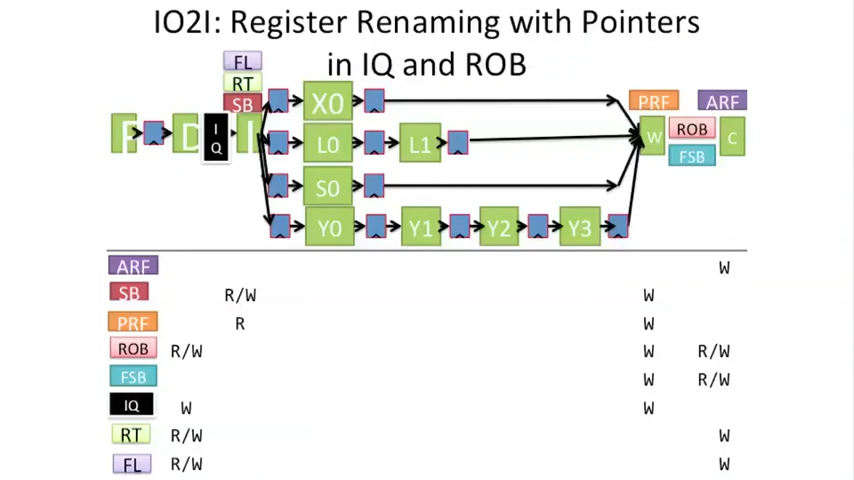 IO2I: Register Renaming with Pointers
in IQ and ROB
FL
RT
SB
X0
PRF
ARF
F
D
I
Q
I
L0
L1
W
ROB
FSB
C
S0
Y0
Y1
Y2
Y3
ARF W
SB R/W W
PRF R W
ROB R/W W R/W
FSB W R/W
IQ W W
RT R/W W
FL R/W W